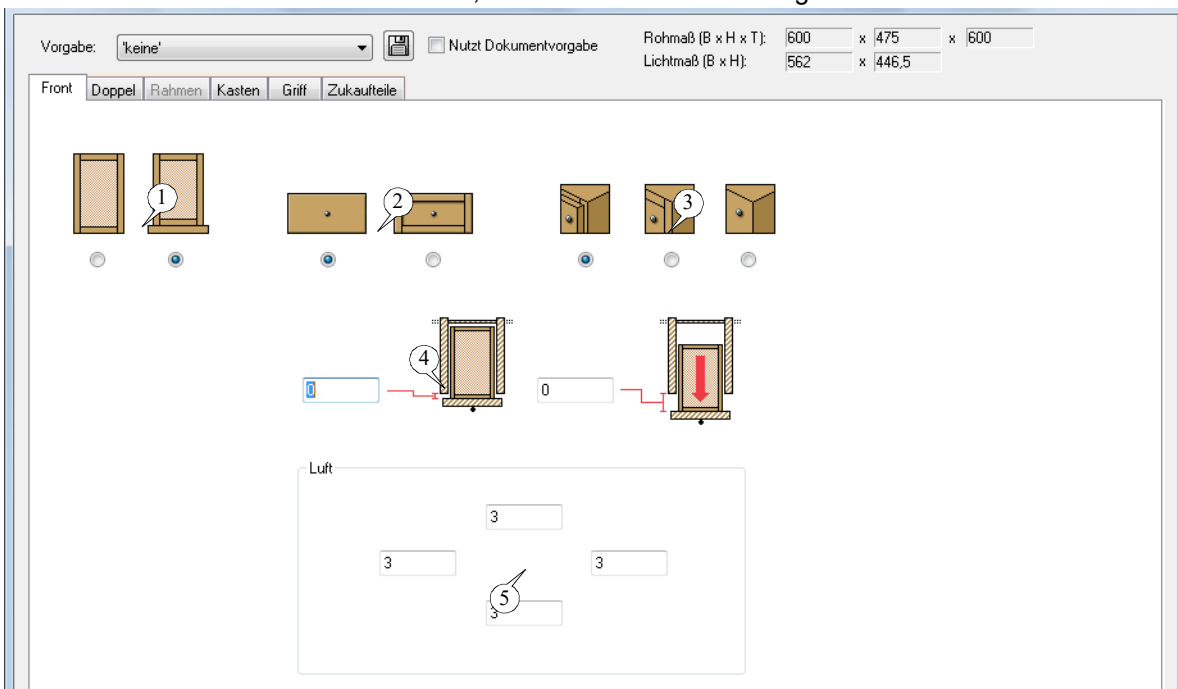 Vorgabe: 'keine' Nutzt Dokumentvorgabe Rohmaß (B x H x T): 600 x 475 x 600
Lichtmaß (B x H): 562 x 446,5
Front Doppel Rahmen Kasten Griff Zukaufteile
1 2 3
4
0 0
Luft
3
3 3
5
3